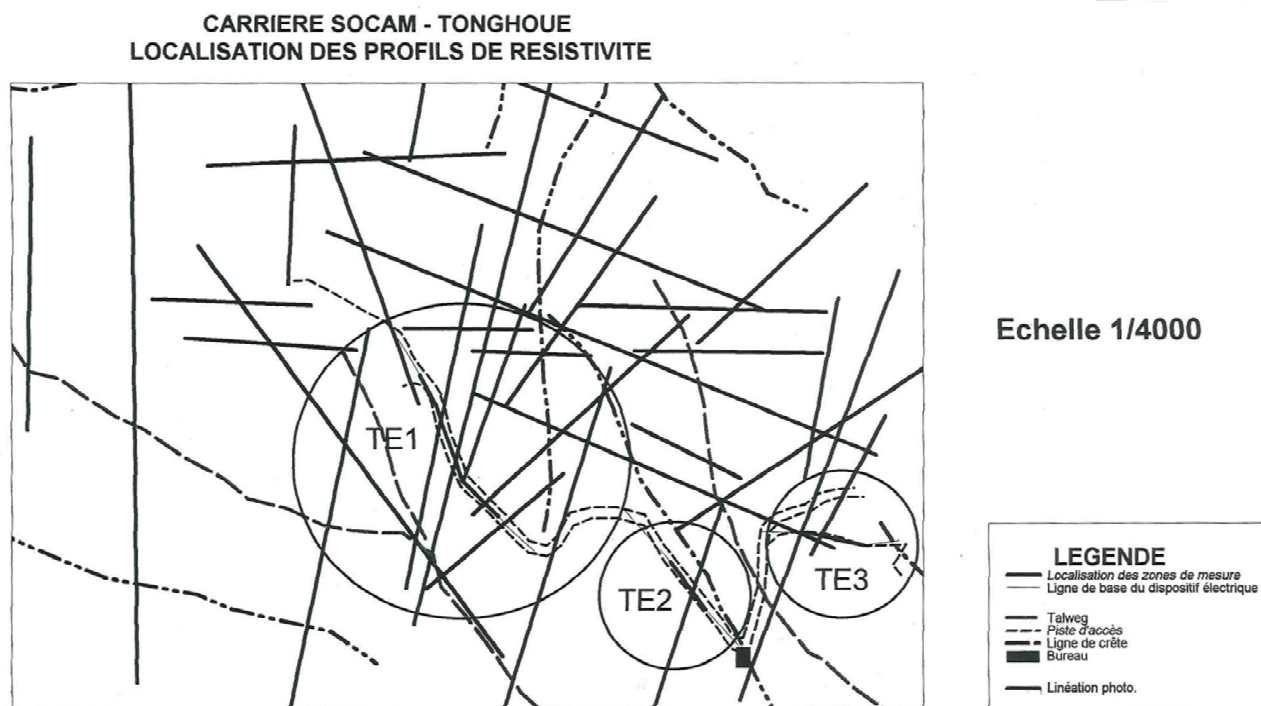 CARRIERE SOCAM - TONGHOUE
LOCALISATION DES PROFILS DE RESISTIVITE
Echelle 1/4000
TE1
TE2
TE3
LEGENDE
Localisation des zones de mesure
Ligne de base du dispositif électrique
Talweg
Piste d'accès
Ligne de crête
Bureau
Linéation photo.